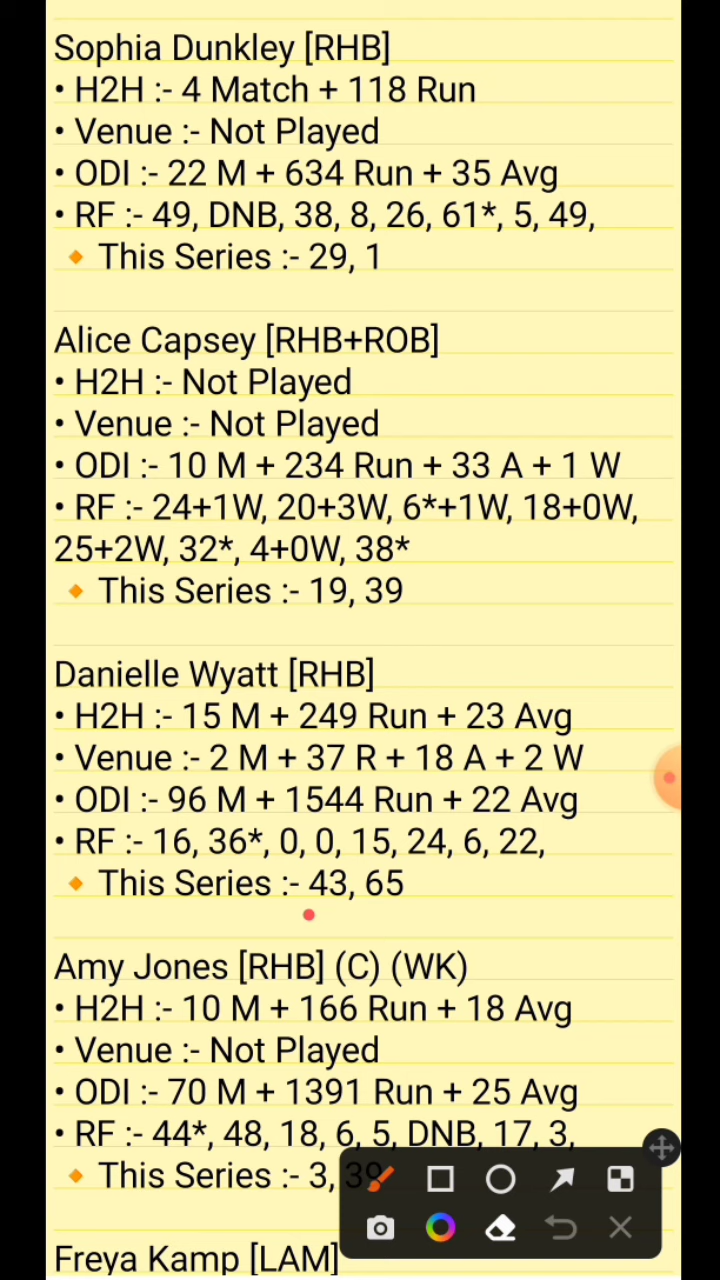 Sophia Dunkley [RHB]
• H2H :- 4 Match + 118 Run
• Venue :- Not Played
• ODI :- 22 M + 634 Run + 35 Avg
• RF :- 49, DNB, 38, 8, 26, 61*, 5, 49,
🔸 This Series :- 29, 1
Alice Capsey [RHB+ROB]
• H2H :- Not Played
• Venue :- Not Played
• ODI :- 10 M + 234 Run + 33 A + 1 W
• RF :- 24+1W, 20+3W, 6*+1W, 18+0W,
25+2W, 32*, 4+0W, 38*
🔸 This Series :- 19, 39
Danielle Wyatt [RHB]
• H2H :- 15 M + 249 Run + 23 Avg
• Venue :- 2 M + 37 R + 18 A + 2 W
• ODI :- 96 M + 1544 Run + 22 Avg
• RF :- 16, 36*, 0, 0, 15, 24, 6, 22,
🔸 This Series :- 43, 65
Amy Jones [RHB] (C) (WK)
• H2H :- 10 M + 166 Run + 18 Avg
• Venue :- Not Played
• ODI :- 70 M + 1391 Run + 25 Avg
• RF :- 44*, 48, 18, 6, 5, DNB, 17, 3,
🔸 This Series :- 3, 39
Freya Kamp [LAM]